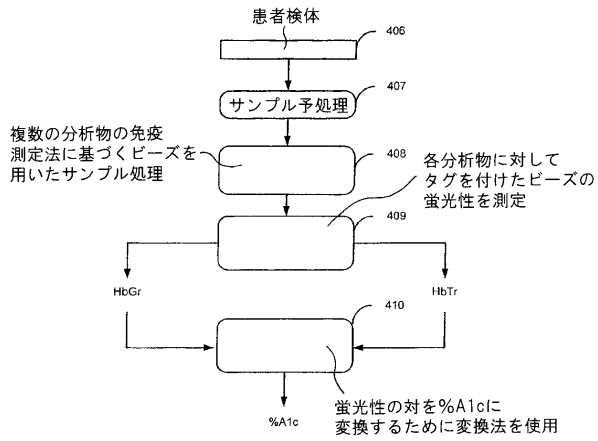 患者検体
406
サンプル予処理
407
複数の分析物の免疫
測定法に基づくビーズを
用いたサンプル処理
408
各分析物に対して
タグを付けたビーズの
蛍光性を測定
409
HbGr
HbTr
410
蛍光性の対を%A1cに
変換するために変換法を使用
%A1c